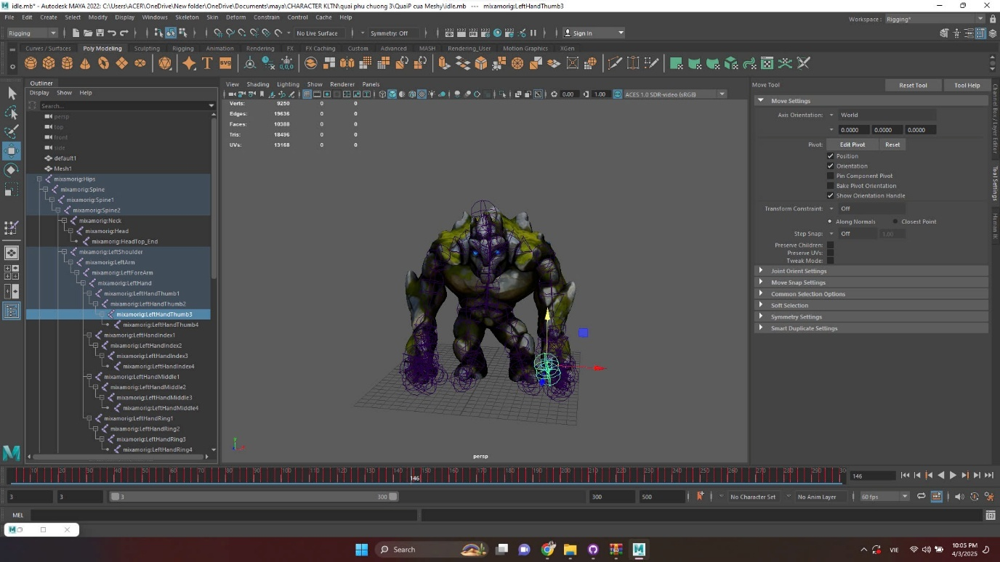 idle.mb* - Autodesk MAYA 2022: C:\Users\ACER\OneDrive\New folder\OneDrive\Documents\maya\CHARACTER KLTN\quai phu chuong 3\QuaiP cua Meshy\idle.mb --- mixamorig:LeftHandThumb3
File Edit Create Select Modify Display Windows Skeleton Skin Deform Constrain Control Cache Help
Workspace : Rigging*
Rigging
No Live Surface
Symmetry: Off
Sign In
Curves / Surfaces Poly Modeling Sculpting Rigging Animation Rendering FX FX Caching Custom Advanced MASH Rendering_User Motion Graphics XGen
Outliner
Display Show Help
Search...
persp
top
front
side
default1
Mesh1
mixamorig:Hips
mixamorig:Spine
mixamorig:Spine1
mixamorig:Spine2
mixamorig:Neck
mixamorig:Head
mixamorig:HeadTop_End
mixamorig:LeftShoulder
mixamorig:LeftArm
mixamorig:LeftForeArm
mixamorig:LeftHand
mixamorig:LeftHandThumb1
mixamorig:LeftHandThumb2
mixamorig:LeftHandThumb3
mixamorig:LeftHandThumb4
mixamorig:LeftHandIndex1
mixamorig:LeftHandIndex2
mixamorig:LeftHandIndex3
mixamorig:LeftHandIndex4
mixamorig:LeftHandMiddle1
mixamorig:LeftHandMiddle2
mixamorig:LeftHandMiddle3
mixamorig:LeftHandMiddle4
mixamorig:LeftHandRing1
mixamorig:LeftHandRing2
mixamorig:LeftHandRing3
mixamorig:LeftHandRing4
View Shading Lighting Show Renderer Panels
0.00 1.00 ACES 1.0 SDR-video (sRGB)
Verts: 9250 0 0
Edges: 19636 0 0
Faces: 10388 0 0
Tris: 18496 0 0
UVs: 13168 0 0
persp
Move Tool
Reset Tool
Tool Help
Move Settings
Axis Orientation: World
0.0000 0.0000 0.0000
Pivot: Edit Pivot Reset
Position
Orientation
Pin Component Pivot
Bake Pivot Orientation
Show Orientation Handle
Transform Constraint: Off
Along Normals Closest Point
Step Snap: Off 1.00
Preserve Children:
Preserve UVs:
Tweak Mode:
Joint Orient Settings
Move Snap Settings
Common Selection Options
Soft Selection
Symmetry Settings
Smart Duplicate Settings
Channel Box / Layer Editor
Tool Settings
Human IK
10 20 30 40 50 60 70 80 90 100 110 120 130 140 150 160 170 180 190 200 210 220 230 240 250 260 270 280 290 30
146
146
3 3 3 300 300 500 No Character Set No Anim Layer 60 fps
MEL
Search
VIE
10:05 PM
4/3/2025